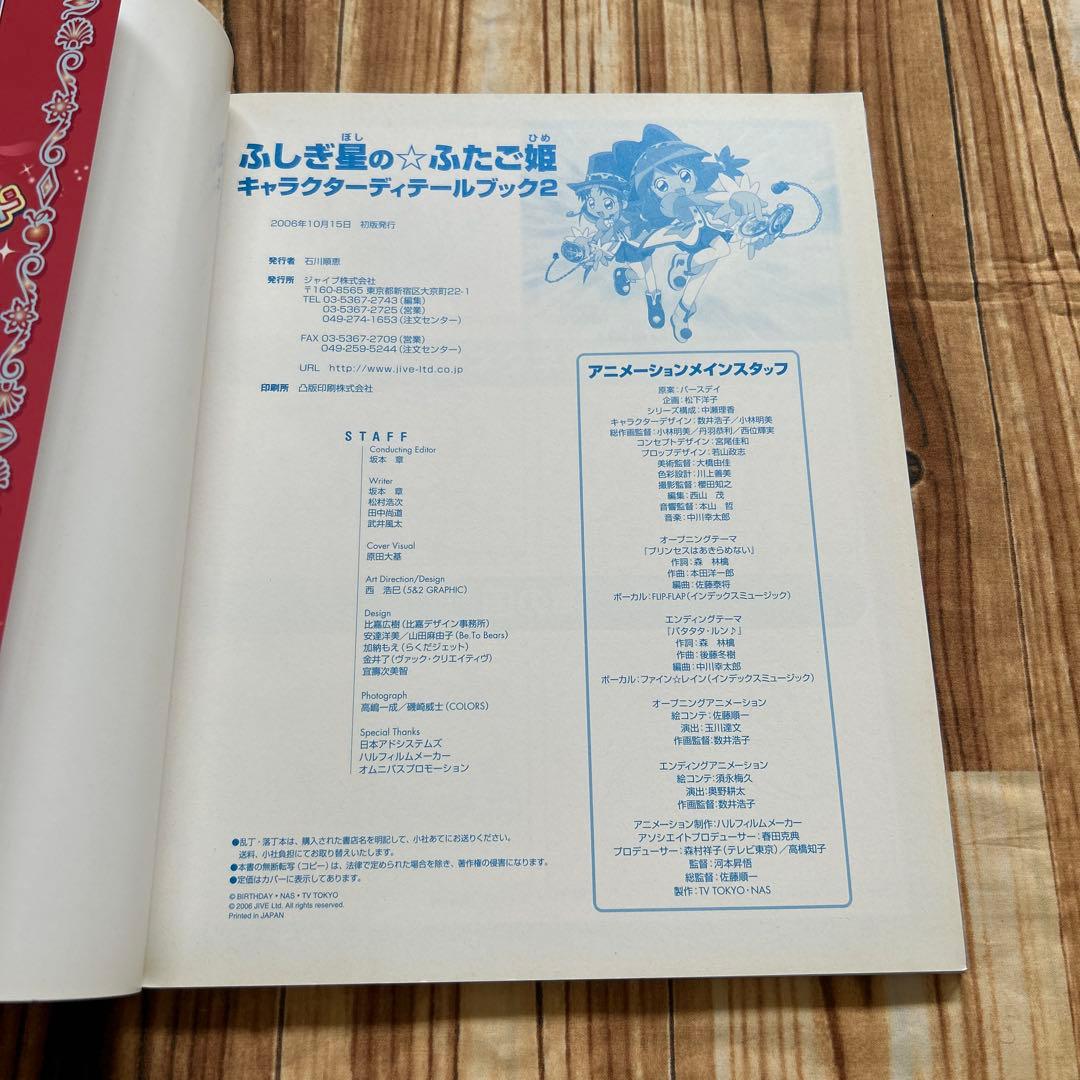 ふしぎ星の☆ふたご姫
ほし
ひめ
キャラクターディテールブック2
2006年10月15日 初版発行
発行者 石川順恵
発行所 ジャイブ株式会社
〒160-8565 東京都新宿区大京町22-1
TEL 03-5367-2743(編集)
03-5367-2725(営業)
049-274-1653(注文センター)
FAX 03-5367-2709(営業)
049-259-5244(注文センター)
URL http://www.jive-ltd.co.jp
印刷所 凸版印刷株式会社
STAFF
Conducting Editor
坂本 章
Writer
坂本 章
松村浩次
田中尚道
武井風太
Cover Visual
原田大基
Art Direction/Design
西 浩巳(5&2 GRAPHIC)
Design
比嘉広樹(比嘉デザイン事務所)
安達洋美/山田麻由子(Be.To Bears)
加納もえ(らくだジェット)
金井了(ヴァック・クリエイティヴ)
宜壽次美智
Photograph
高嶋一成/磯崎威士(COLORS)
Special Thanks
日本アドシステムズ
ハルフィルムメーカー
オムニバスプロモーション
●乱丁・落丁本は、購入された書店名を明記して、小社あてにお送りください。
送料、小社負担にてお取り替えいたします。
●本書の無断転写(コピー)は、法律で定められた場合を除き、著作権の侵害になります。
●定価はカバーに表示してあります。
© BIRTHDAY・NAS・TV TOKYO
© 2006 JIVE Ltd. All rights reserved.
Printed in JAPAN
アニメーションメインスタッフ
原案:バースデイ
企画:松下洋子
シリーズ構成:中瀬理香
キャラクターデザイン:数井浩子/小林明美
総作画監督:小林明美/丹羽恭利/西位輝実
コンセプトデザイン:宮尾佳和
プロップデザイン:若山政志
美術監督:大橋由佳
色彩設計:川上善美
撮影監督:櫻田知之
編集:西山 茂
音響監督:本山 哲
音楽:中川幸太郎
オープニングテーマ
「プリンセスはあきらめない」
作詞:森 林檎
作曲:本田洋一郎
編曲:佐藤泰将
ボーカル:FLIP-FLAP(インデックスミュージック)
エンディングテーマ
「パタタタ・ルン♪」
作詞:森 林檎
作曲:後藤冬樹
編曲:中川幸太郎
ボーカル:ファイン☆レイン(インデックスミュージック)
オープニングアニメーション
絵コンテ:佐藤順一
演出:玉川達文
作画監督:数井浩子
エンディングアニメーション
絵コンテ:須永梅久
演出:奥野耕太
作画監督:数井浩子
アニメーション制作:ハルフィルムメーカー
アソシエイトプロデューサー:春田克典
プロデューサー:森村祥子(テレビ東京)/高橋知子
監督:河本昇悟
総監督:佐藤順一
製作:TV TOKYO・NAS